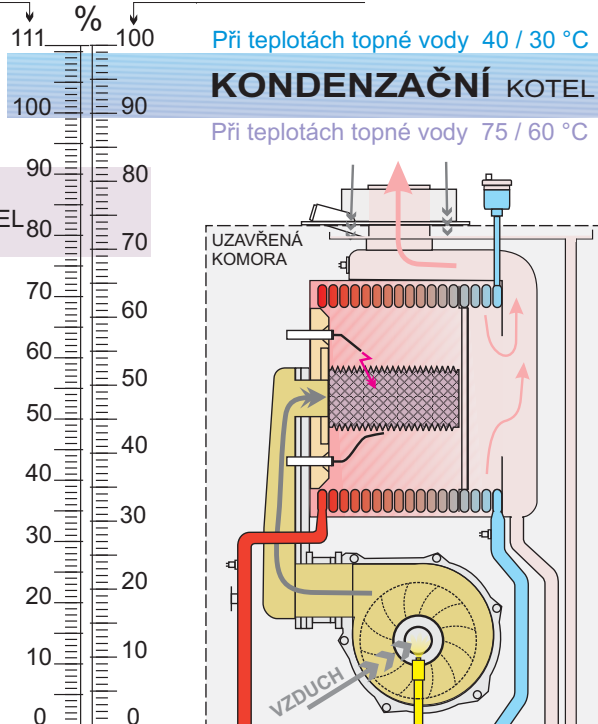 %
111 100
Při teplotách topné vody 40 / 30 °C
KONDENZAČNÍ KOTEL
100 90
Při teplotách topné vody 75 / 60 °C
90 80
EL 80 70
UZAVŘENÁ
KOMORA
70 60
60 50
50 40
40 30
30 20
20 10
10 0
0
VZDUCH